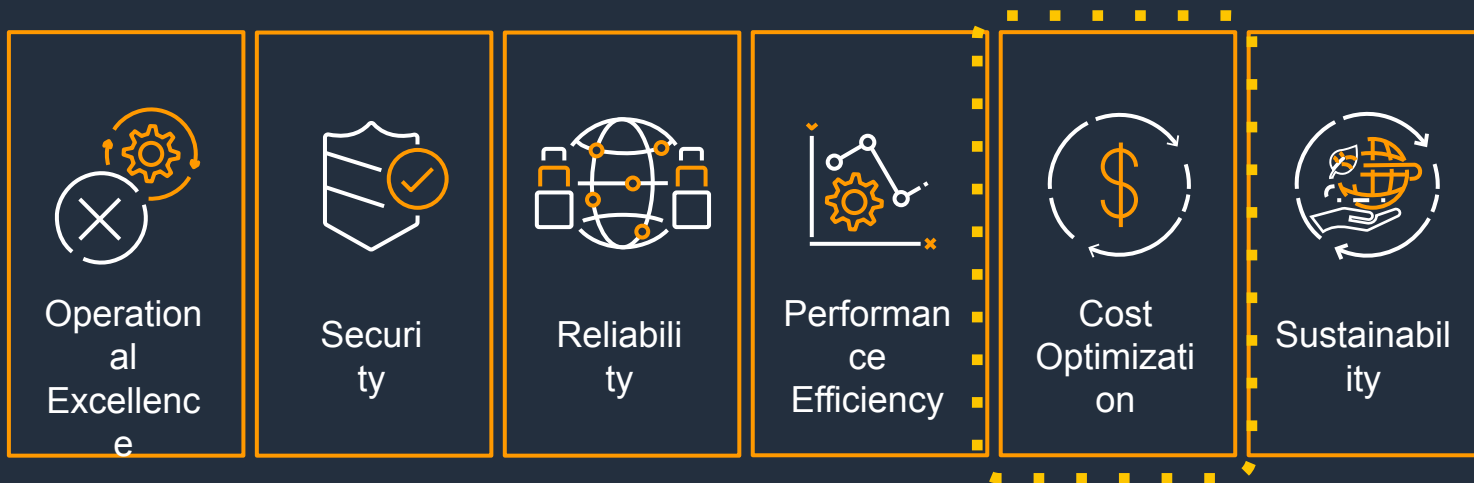 Operation
al
Excellenc
e
Securi
ty
Reliabili
ty
Performan
ce
Efficiency
Cost
Optimizati
on
Sustainabil
ity